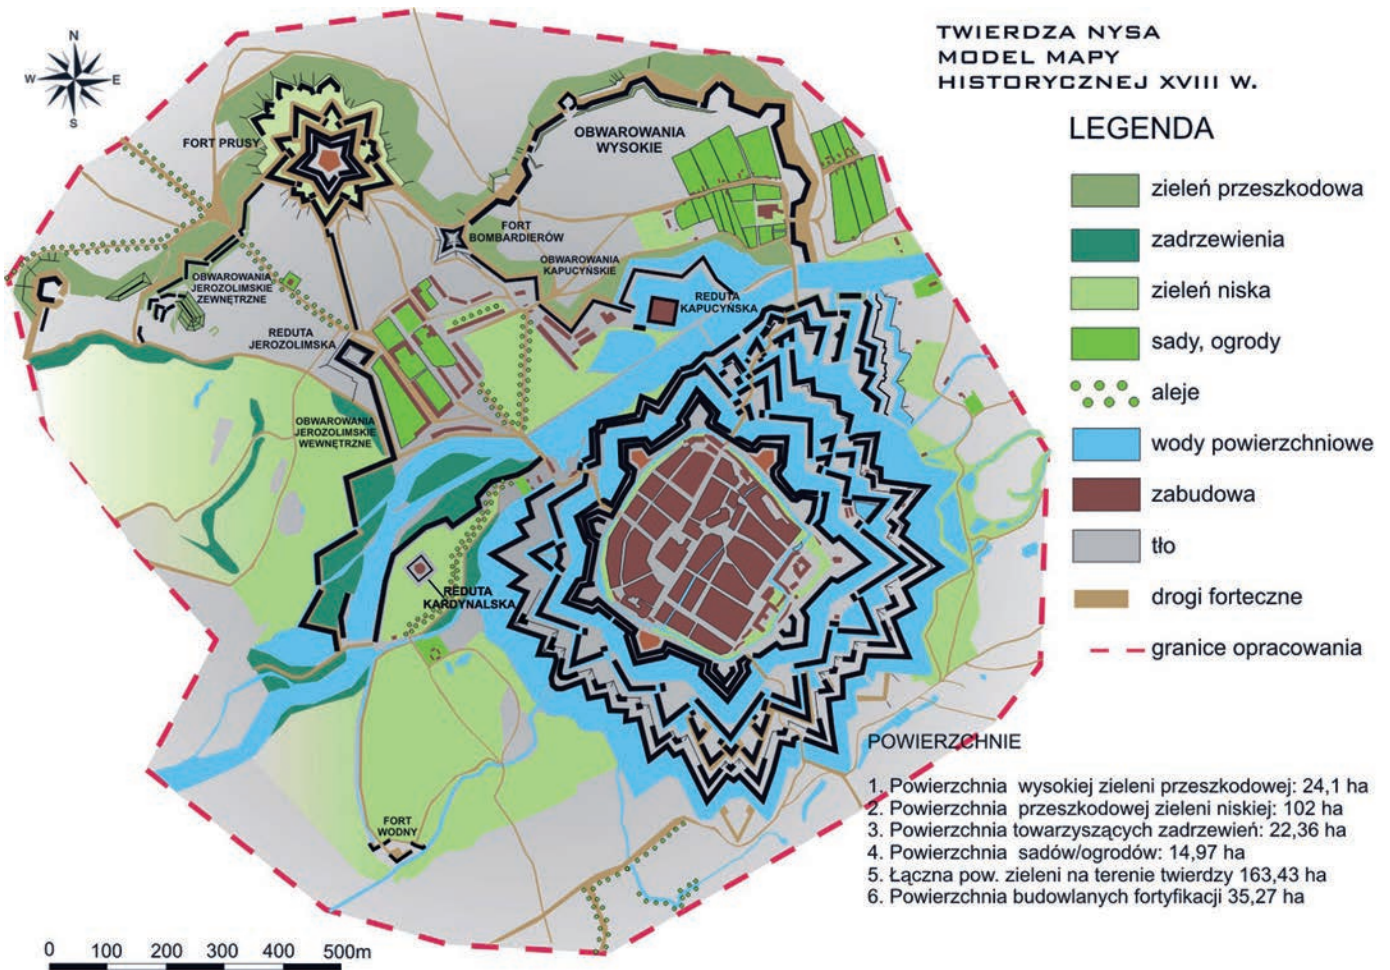 TWIERDZA NYSA
MODEL MAPY
HISTORYCZNEJ XVIII W.
N
W
E
S
FORT PRUSY
OBWAROWANIA
WYSOKIE
FORT
BOMBARDIERÓW
OBWAROWANIA
KAPUCYŃSKIE
OBWAROWANIA
JEROZOLIMSKIE
ZEWNĘTRZNE
REDUTA
KAPUCYŃSKA
REDUTA
JEROZOLIMSKA
OBWAROWANIA
JEROZOLIMSKIE
WEWNĘTRZNE
REDUTA
KARDYNALSKA
FORT
WODNY
LEGENDA
zieleń przeszkodowa
zadrzewienia
zieleń niska
sady, ogrody
aleje
wody powierzchniowe
zabudowa
tło
drogi forteczne
granice opracowania
POWIERZCHNIE
1. Powierzchnia wysokiej zieleni przeszkodowej: 24,1 ha
2. Powierzchnia przeszkodowej zieleni niskiej: 102 ha
3. Powierzchnia towarzyszących zadrzewień: 22,36 ha
4. Powierzchnia sadów/ogrodów: 14,97 ha
5. Łączna pow. zieleni na terenie twierdzy 163,43 ha
6. Powierzchnia budowlanych fortyfikacji 35,27 ha
0 100 200 300 400 500m